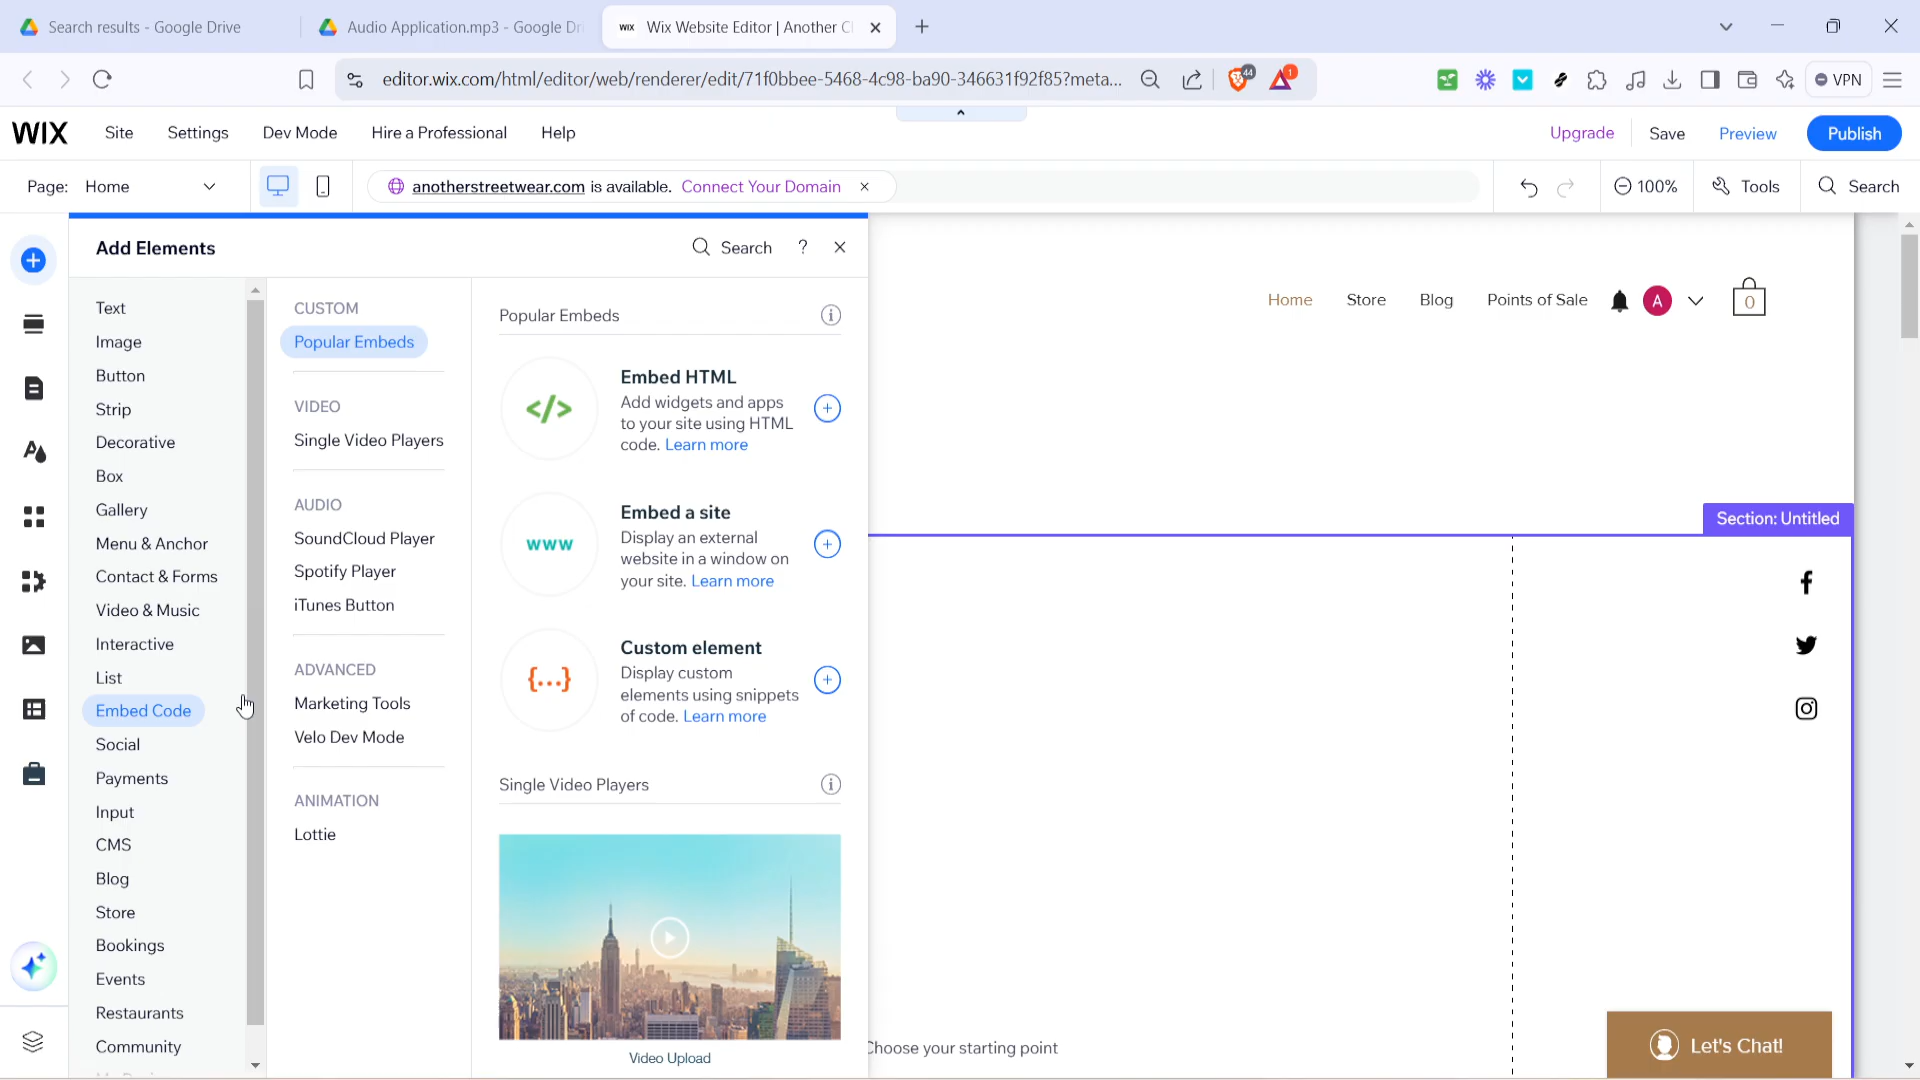 Search results - Google Drive
Audio Application.mp3 - Google Dri
WIX Wix Website Editor | Another C
editor.wix.com/html/editor/web/renderer/edit/71f0bbee-5468-4c98-ba90-346631f92f85?meta...
44
1
VPN
WIX Site Settings Dev Mode Hire a Professional Help
Upgrade Save Preview Publish
Page: Home
anotherstreetwear.com is available. Connect Your Domain
100% Tools Search
Add Elements
Search ?
Text
Image
Button
Strip
Decorative
Box
Gallery
Menu & Anchor
Contact & Forms
Video & Music
Interactive
List
Embed Code
Social
Payments
Input
CMS
Blog
Store
Bookings
Events
Restaurants
Community
CUSTOM
Popular Embeds
VIDEO
Single Video Players
AUDIO
SoundCloud Player
Spotify Player
iTunes Button
ADVANCED
Marketing Tools
Velo Dev Mode
ANIMATION
Lottie
Popular Embeds
</>
Embed HTML
Add widgets and apps
to your site using HTML
code. Learn more
www
Embed a site
Display an external
website in a window on
your site. Learn more
{...}
Custom element
Display custom
elements using snippets
of code. Learn more
Single Video Players
Video Upload
Home Store Blog Points of Sale A 0
Section: Untitled
Choose your starting point
Let's Chat!